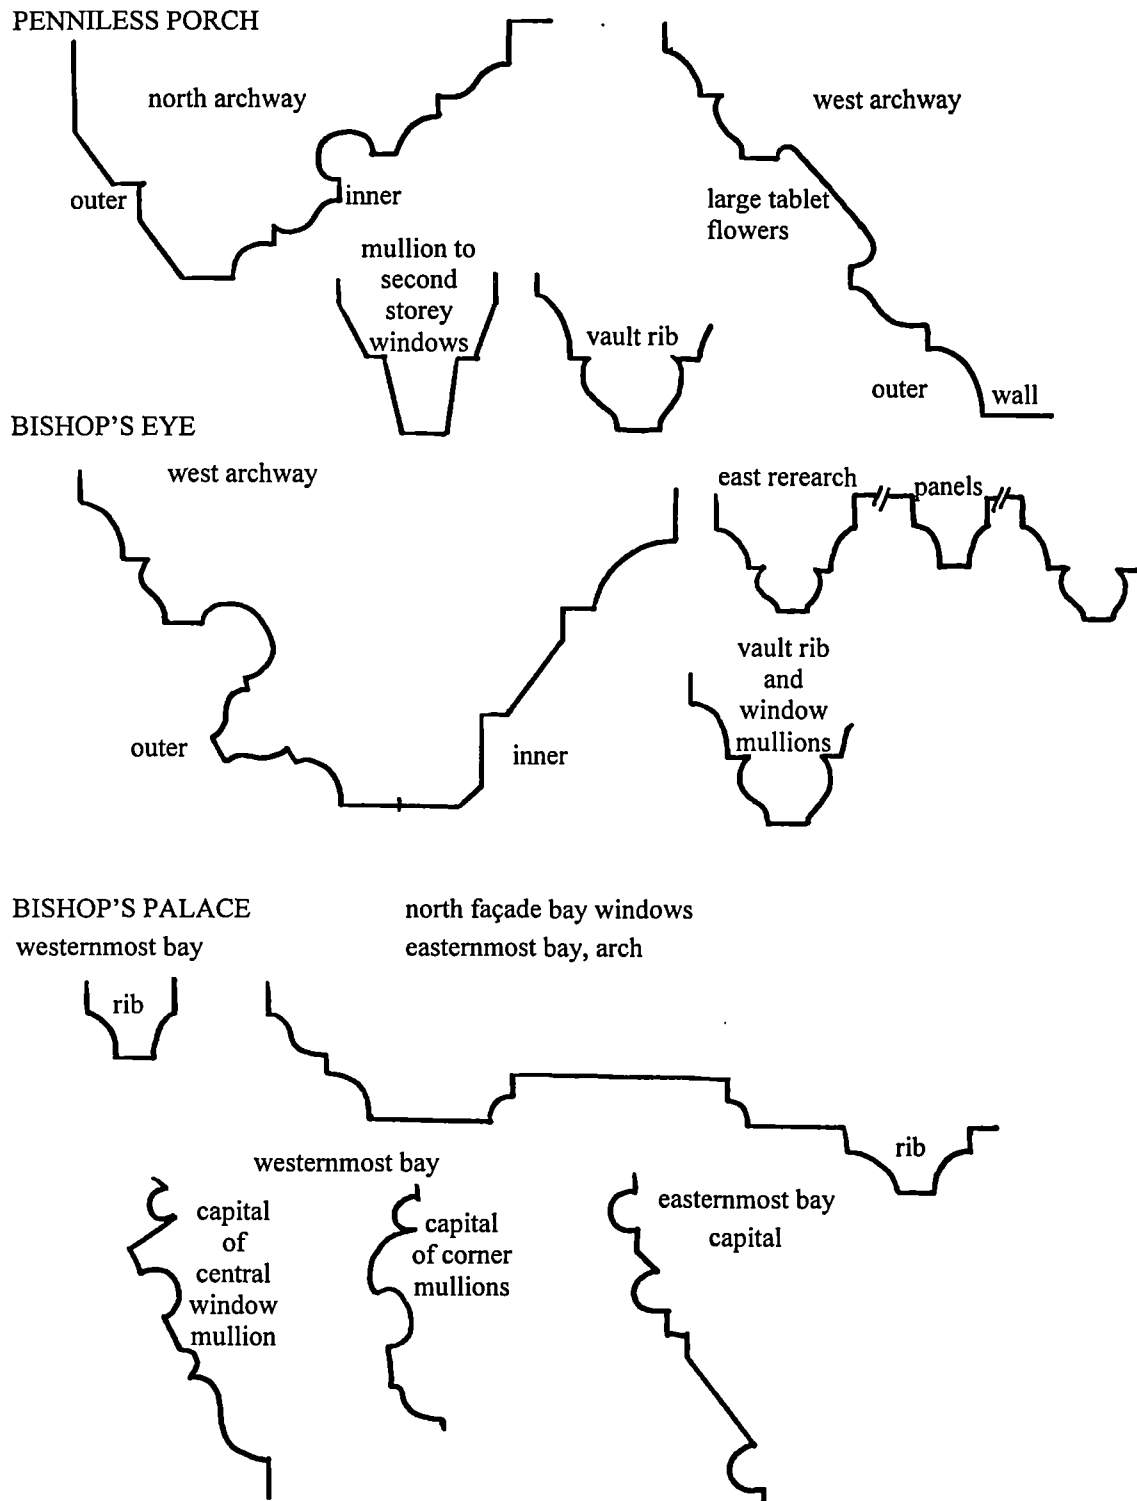 PENNILESS PORCH
north archway
west archway
outer
inner
large tablet
flowers
mullion to
second
storey
windows
vault rib
outer
wall
BISHOP'S EYE
west archway
east rerearch
panels
vault rib
and
window
mullions
outer
inner
BISHOP'S PALACE
north façade bay windows
westernmost bay
easternmost bay, arch
rib
rib
westernmost bay
capital
of
central
window
mullion
capital
of corner
mullions
easternmost bay
capital